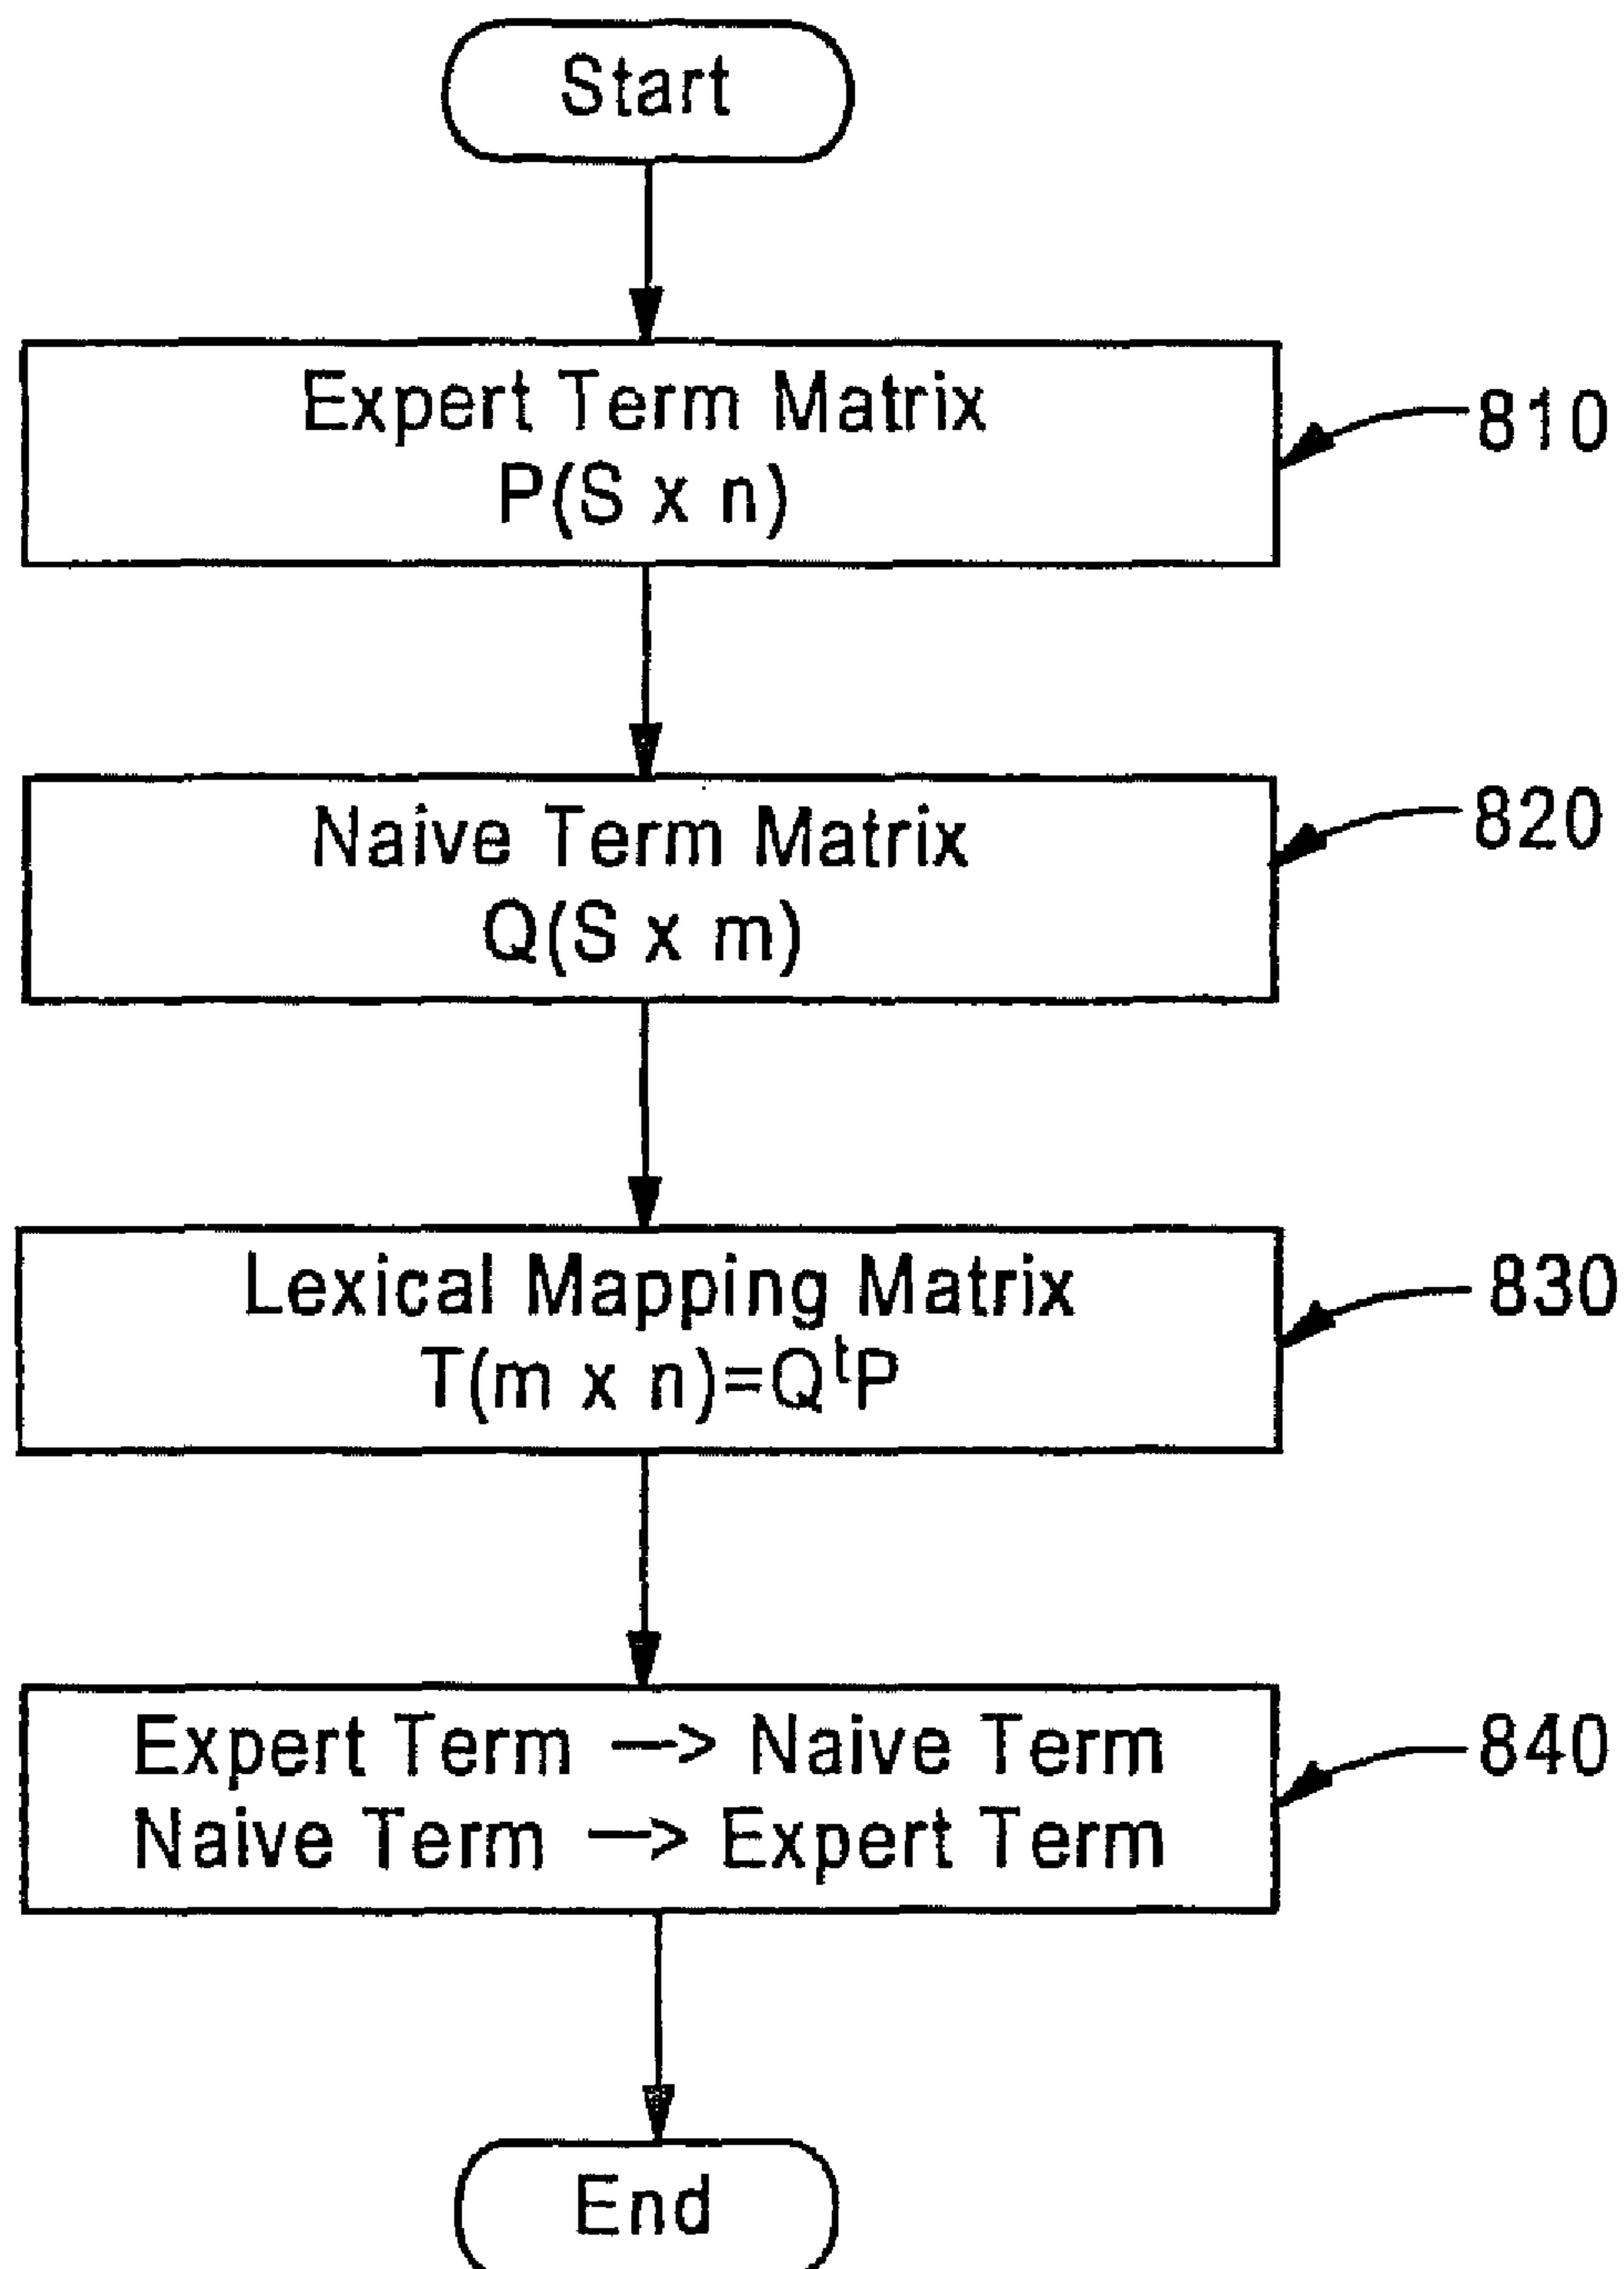 Start
Expert Term Matrix
P(S x n)
810
Naive Term Matrix
Q(S x m)
820
Lexical Mapping Matrix
T(m x n)=QᵗP
830
Expert Term —> Naive Term
Naive Term —> Expert Term
840
End